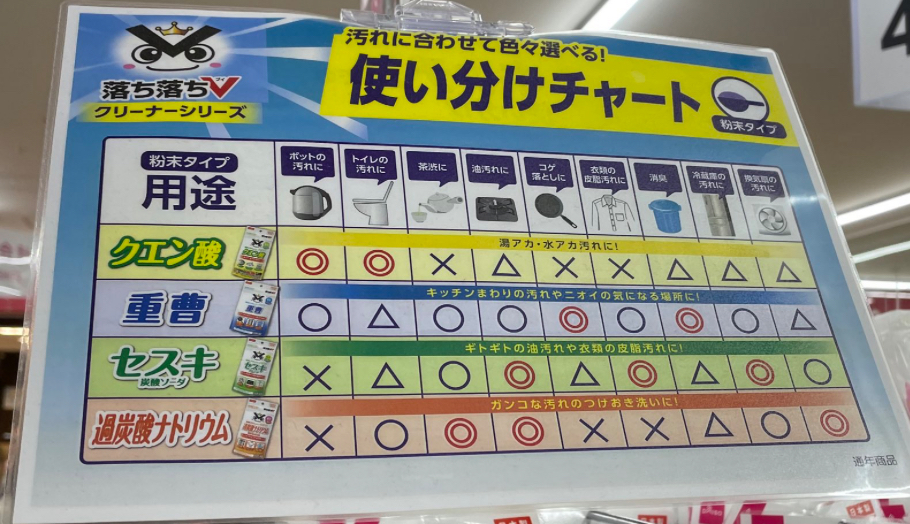 汚れに合わせて色々選べる!
使い分けチャート
粉末タイプ
落ち落ちV
クリーナーシリーズ
粉末タイプ
用途
ポットの汚れに
トイレの汚れに
茶渋に
油汚れに
コゲ落としに
衣類の皮脂汚れに
消臭
冷蔵庫の汚れに
換気扇の汚れに
クエン酸
湯アカ・水アカ汚れに!
◎ ◎ × △ × × △ △ △
重曹
キッチンまわりの汚れやニオイの気になる場所に!
○ △ ○ ○ ◎ ○ ◎ ○ △
セスキ
炭酸ソーダ
ギトギトの油汚れや衣類の皮脂汚れに!
× △ ○ ◎ △ ◎ △ ◎ ○
過炭酸ナトリウム
ガンコな汚れのつけおき洗いに!
× ○ ◎ ◎ × × △ ○ ◎
通年商品
日本製
4